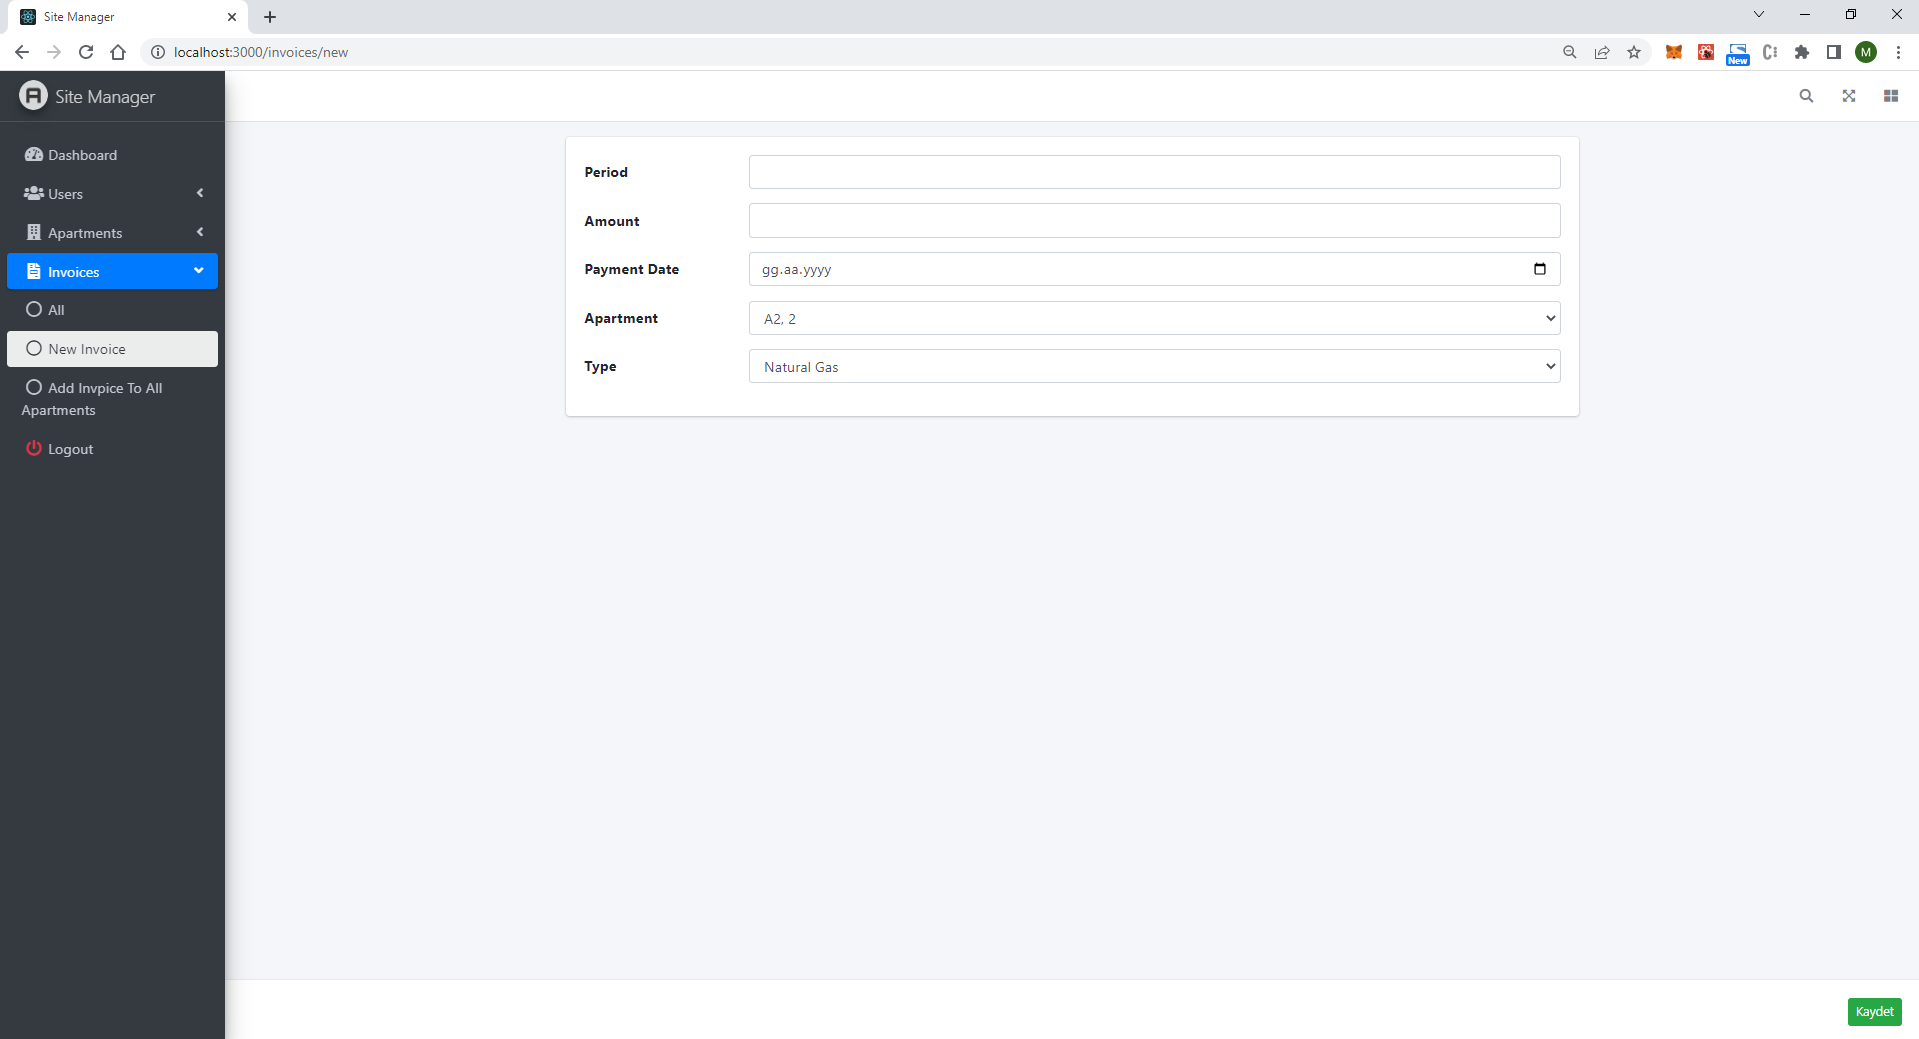 Site Manager
localhost:3000/invoices/new
New
M
A Site Manager
Dashboard
Users
Apartments
Invoices
All
New Invoice
Add Invpice To All
Apartments
Logout
Period
Amount
Payment Date
gg.aa.yyyy
Apartment
A2, 2
Type
Natural Gas
Kaydet